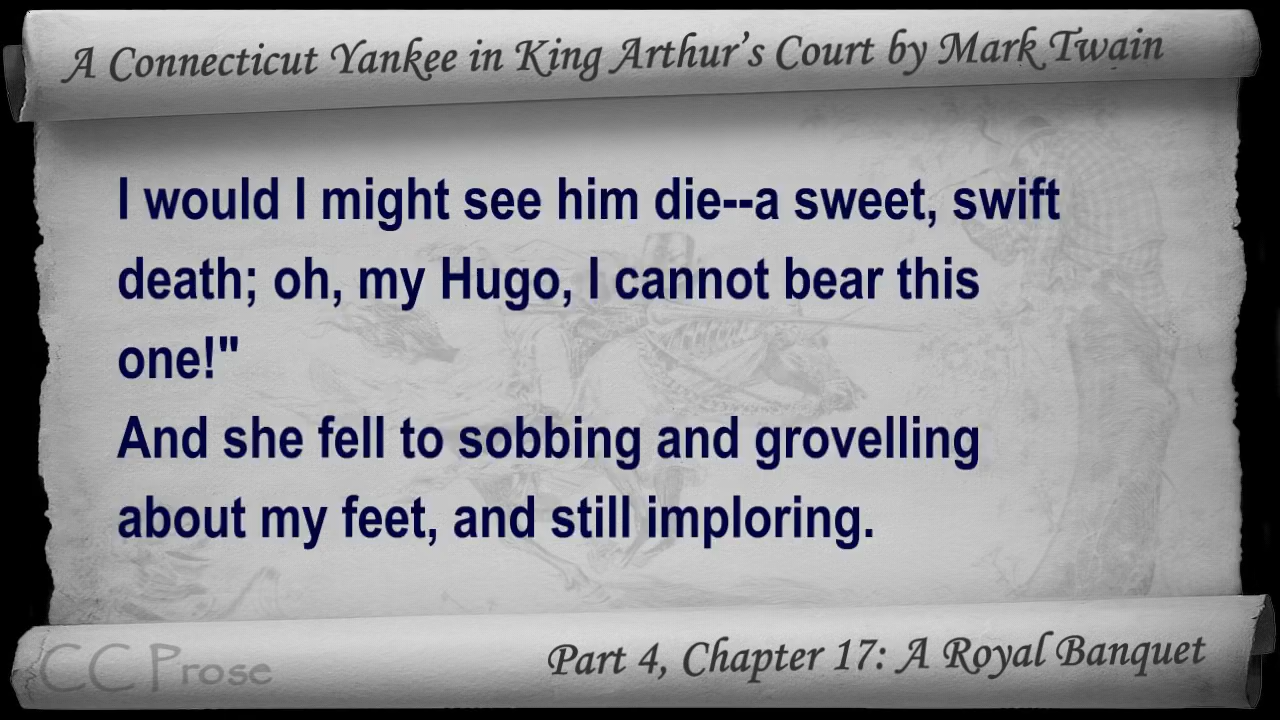 A Connecticut Yankee in King Arthur's Court by Mark Twain
I would I might see him die--a sweet, swift
death; oh, my Hugo, I cannot bear this
one!"
And she fell to sobbing and grovelling
about my feet, and still imploring.
CC Prose
Part 4, Chapter 17: A Royal Banquet